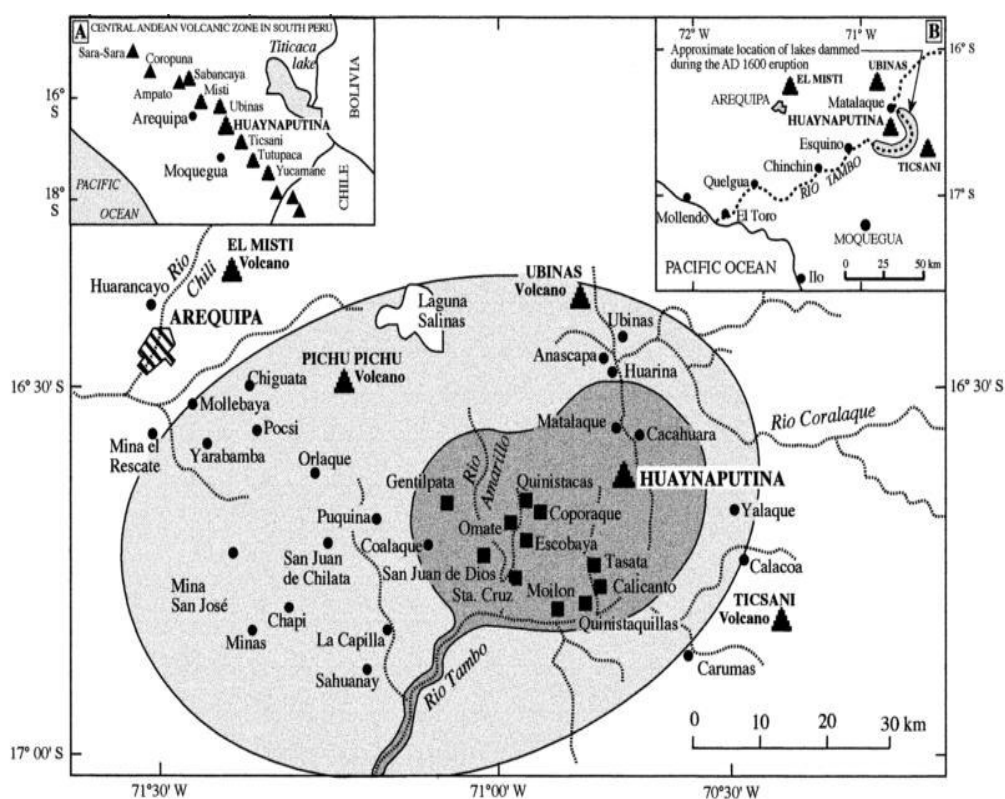 A
CENTRAL ANDEAN VOLCANIC ZONE IN SOUTH PERU
Sara-Sara
Coropuna
Titicaca
lake
Sabancaya
Ampato
Misti
Ubinas
Arequipa
HUAYNAPUTINA
Ticsani
Tutupaca
Moquegua
Yucamane
BOLIVIA
CHILE
PACIFIC
OCEAN
16°
S
18°
S
B
72° W
71° W
16° S
17° S
Approximate location of lakes dammed
during the AD 1600 eruption
UBINAS
EL MISTI
AREQUIPA
Matalaque
HUAYNAPUTINA
Esquino
Chinchin
RIO TAMBO
TICSANI
Quelgua
Mollendo
El Toro
MOQUEGUA
PACIFIC OCEAN
0 25 50 km
Ilo
EL MISTI
Volcano
Rio
Chili
Huarancayo
AREQUIPA
Laguna
Salinas
UBINAS
Volcano
Ubinas
Anascapa
Huarina
PICHU PICHU
Volcano
16° 30' S
16° 30' S
Chiguata
Mollebaya
Pocsi
Mina el
Rescate
Yarabamba
Orlaque
Matalaque
Cacahuara
Rio Coralaque
Rio
Amarillo
Gentilpata
Quinistacas
HUAYNAPUTINA
Coporaque
Yalaque
Puquina
Omate
Escobaya
Coalaque
San Juan
de Chilata
San Juan de Dios
Tasata
Calacoa
Mina
San José
Sta. Cruz
Moilon
Calicanto
TICSANI
Volcano
Chapi
Minas
La Capilla
Quinistaquillas
Sahuanay
Rio Tambo
Carumas
0 10 20 30 km
17° 00' S
71°30' W
71°00' W
70°30' W